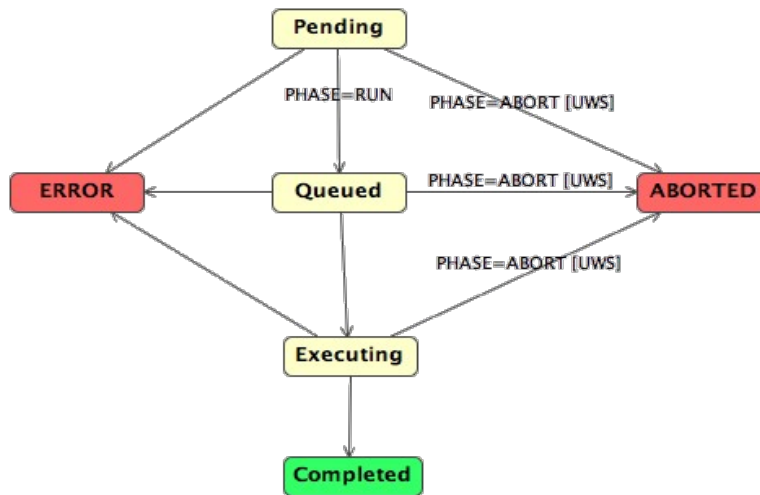 Pending
PHASE=RUN
PHASE=ABORT [UWS]
ERROR
Queued
PHASE=ABORT [UWS]
ABORTED
PHASE=ABORT [UWS]
Executing
Completed